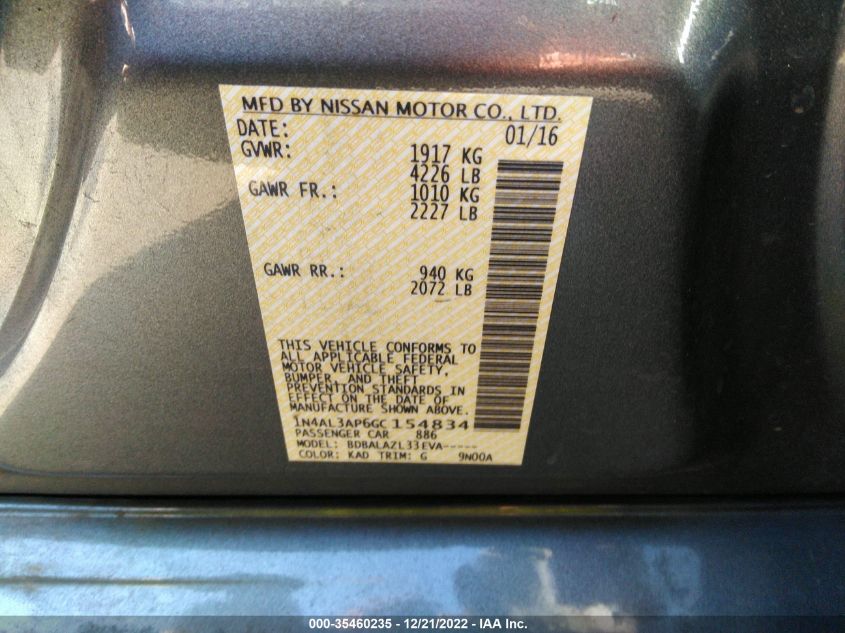 MFD BY NISSAN MOTOR CO., LTD.
DATE: 01/16
GVWR: 1917 KG
4226 LB
GAWR FR.: 1010 KG
2227 LB
GAWR RR.: 940 KG
2072 LB
THIS VEHICLE CONFORMS TO
ALL APPLICABLE FEDERAL
MOTOR VEHICLE SAFETY,
BUMPER, AND THEFT
PREVENTION STANDARDS IN
EFFECT ON THE DATE OF
MANUFACTURE SHOWN ABOVE.
1N4AL3AP6GC154834
PASSENGER CAR 886
MODEL: BDBALAZL33EVA-----
COLOR: KAD TRIM: G 9N00A
000-35460235 - 12/21/2022 - IAA Inc.